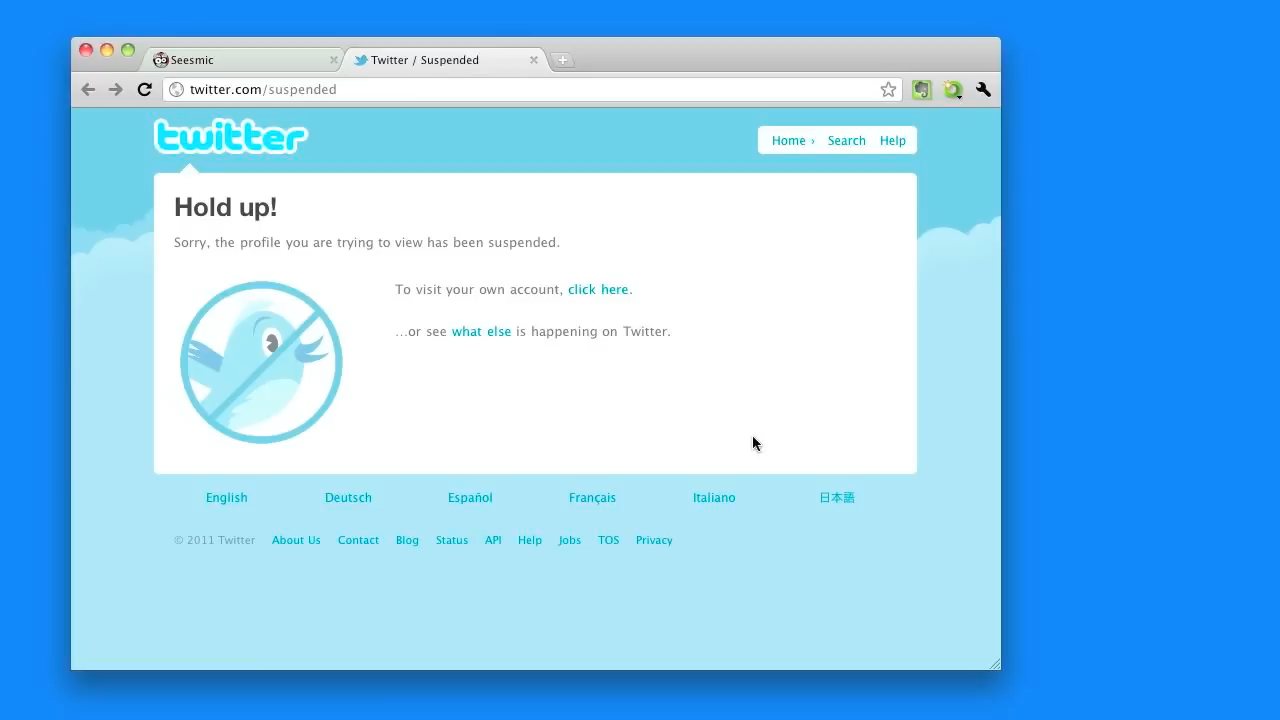 Seesmic
Twitter / Suspended
twitter.com/suspended
twitter
Home › Search Help
Hold up!
Sorry, the profile you are trying to view has been suspended.
To visit your own account, click here.
...or see what else is happening on Twitter.
English Deutsch Español Français Italiano 日本語
© 2011 Twitter About Us Contact Blog Status API Help Jobs TOS Privacy